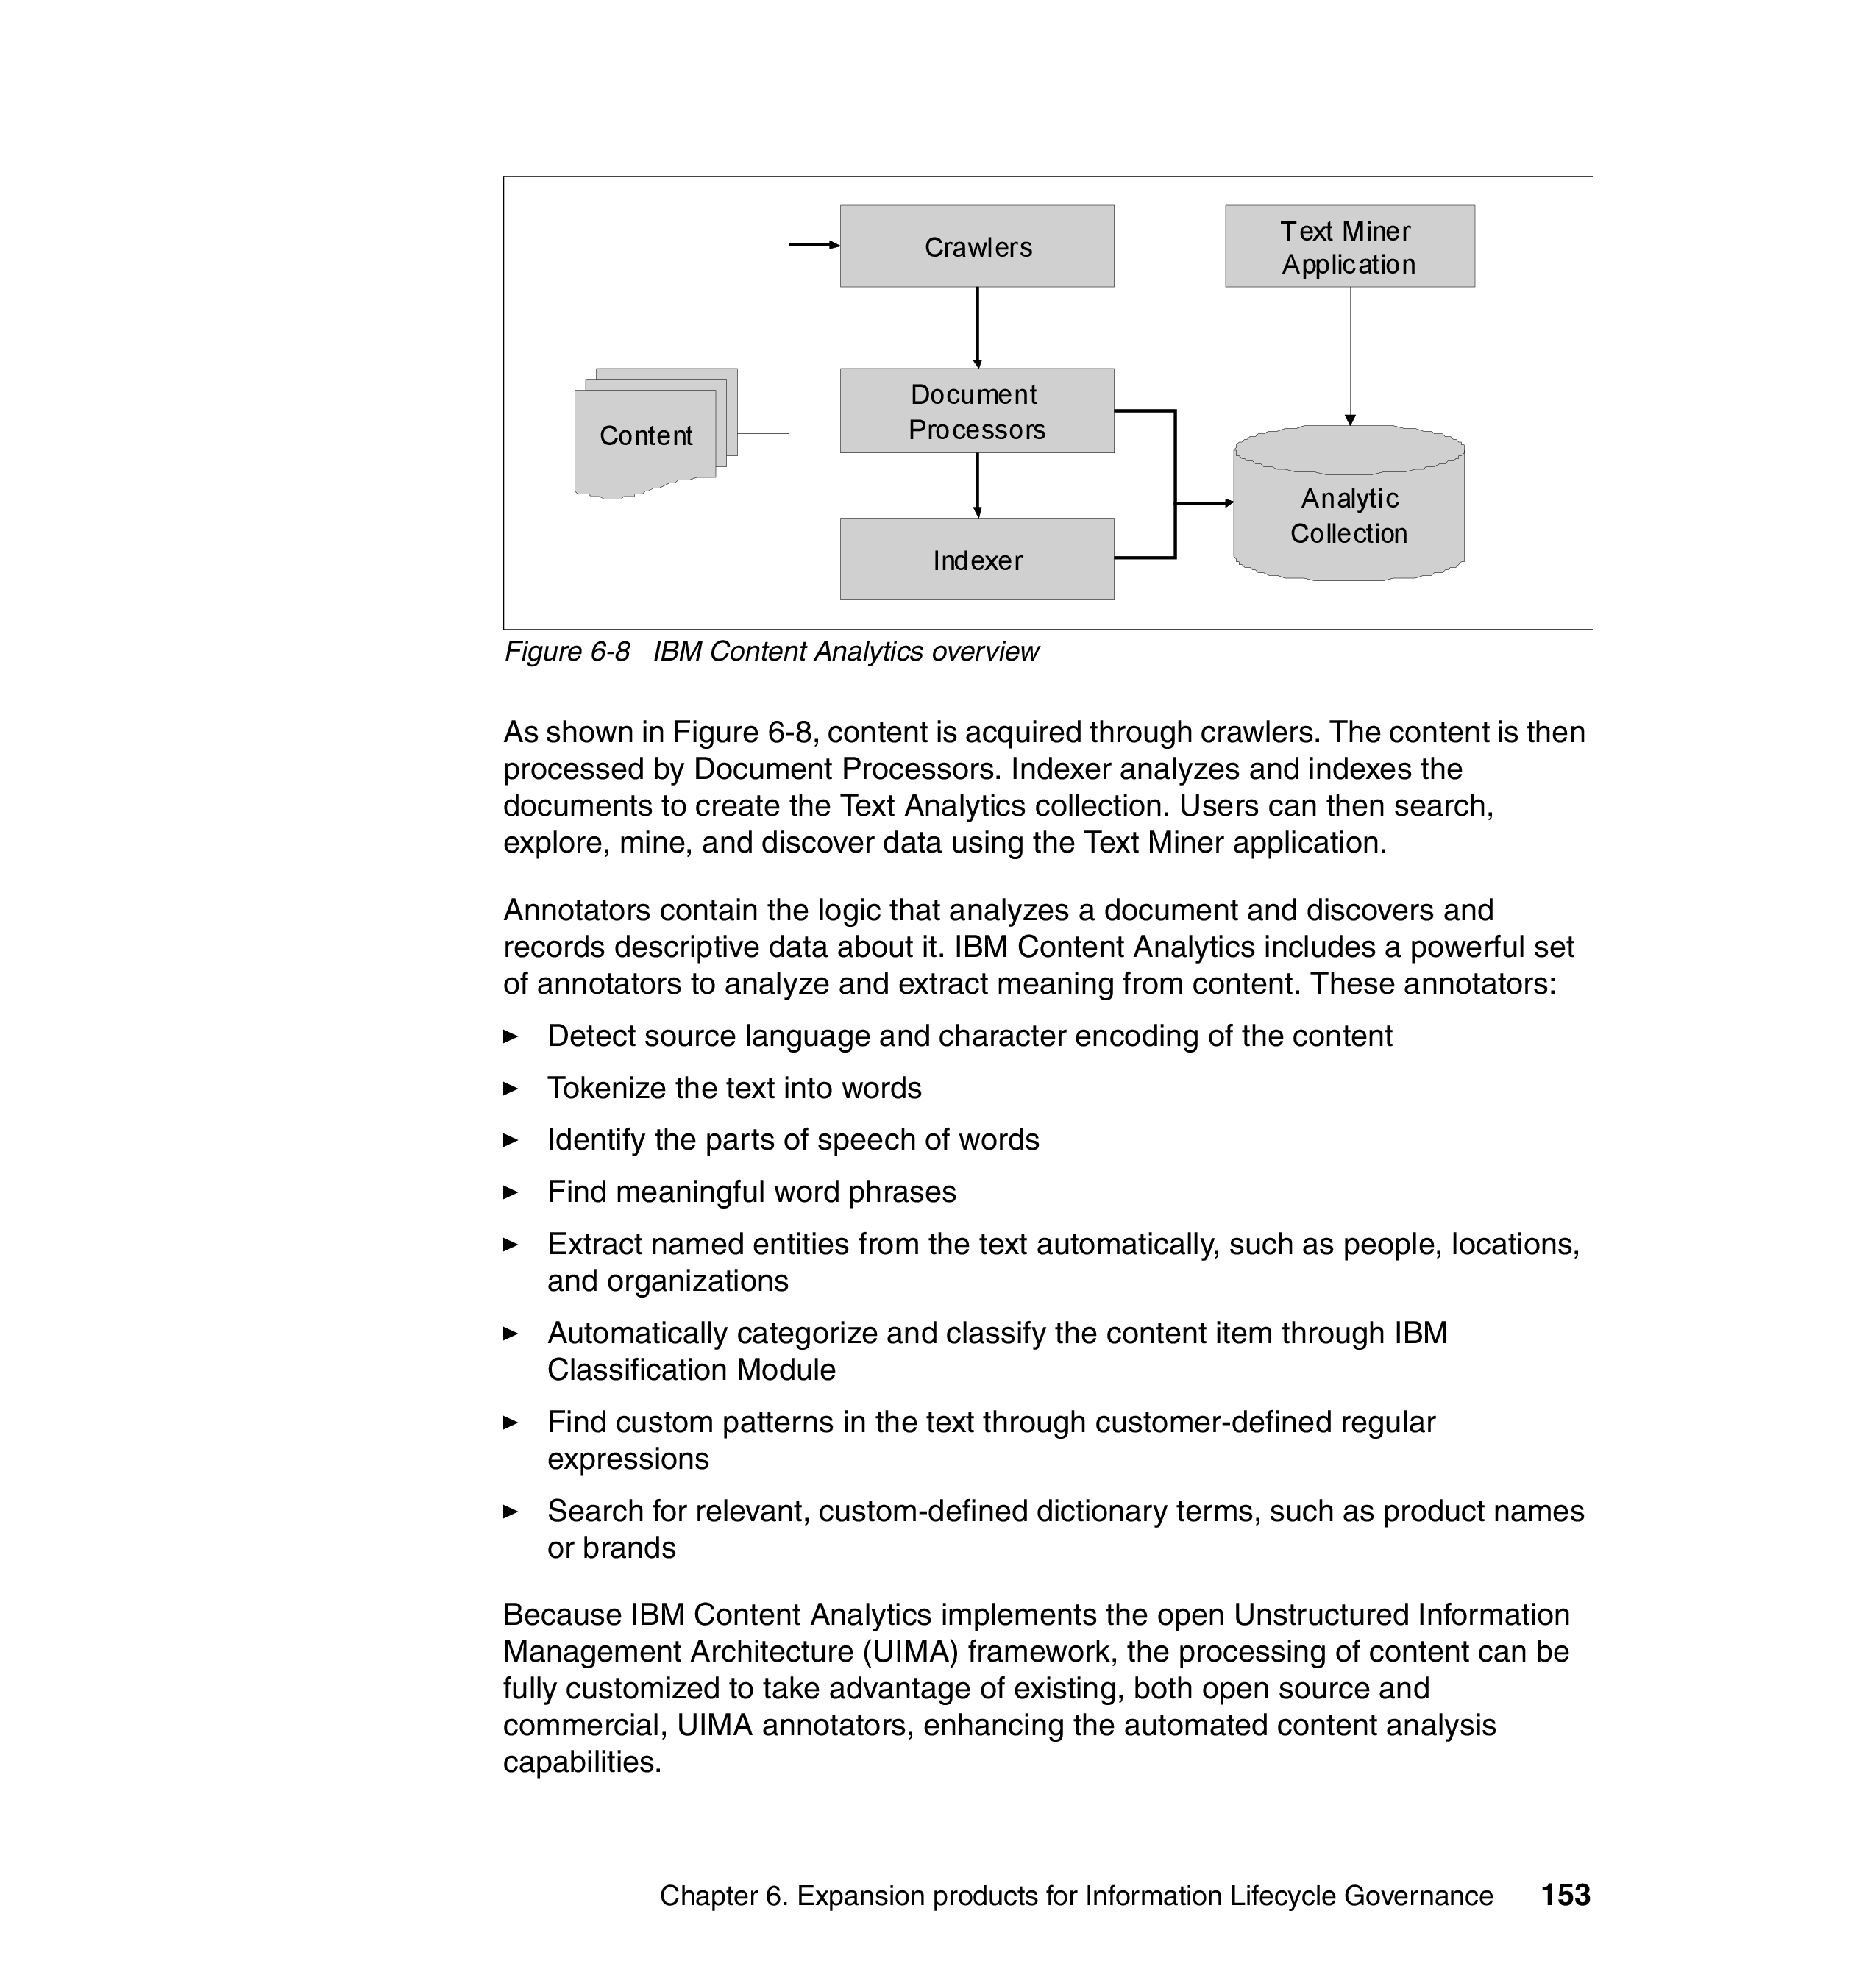 Crawlers
Text Miner
Application
Content
Document
Processors
Indexer
Analytic
Collection
Figure 6-8   IBM Content Analytics overview
As shown in Figure 6-8, content is acquired through crawlers. The content is then
processed by Document Processors. Indexer analyzes and indexes the
documents to create the Text Analytics collection. Users can then search,
explore, mine, and discover data using the Text Miner application.
Annotators contain the logic that analyzes a document and discovers and
records descriptive data about it. IBM Content Analytics includes a powerful set
of annotators to analyze and extract meaning from content. These annotators:
► Detect source language and character encoding of the content
► Tokenize the text into words
► Identify the parts of speech of words
► Find meaningful word phrases
► Extract named entities from the text automatically, such as people, locations,
and organizations
► Automatically categorize and classify the content item through IBM
Classification Module
► Find custom patterns in the text through customer-defined regular
expressions
► Search for relevant, custom-defined dictionary terms, such as product names
or brands
Because IBM Content Analytics implements the open Unstructured Information
Management Architecture (UIMA) framework, the processing of content can be
fully customized to take advantage of existing, both open source and
commercial, UIMA annotators, enhancing the automated content analysis
capabilities.
Chapter 6. Expansion products for Information Lifecycle Governance   153